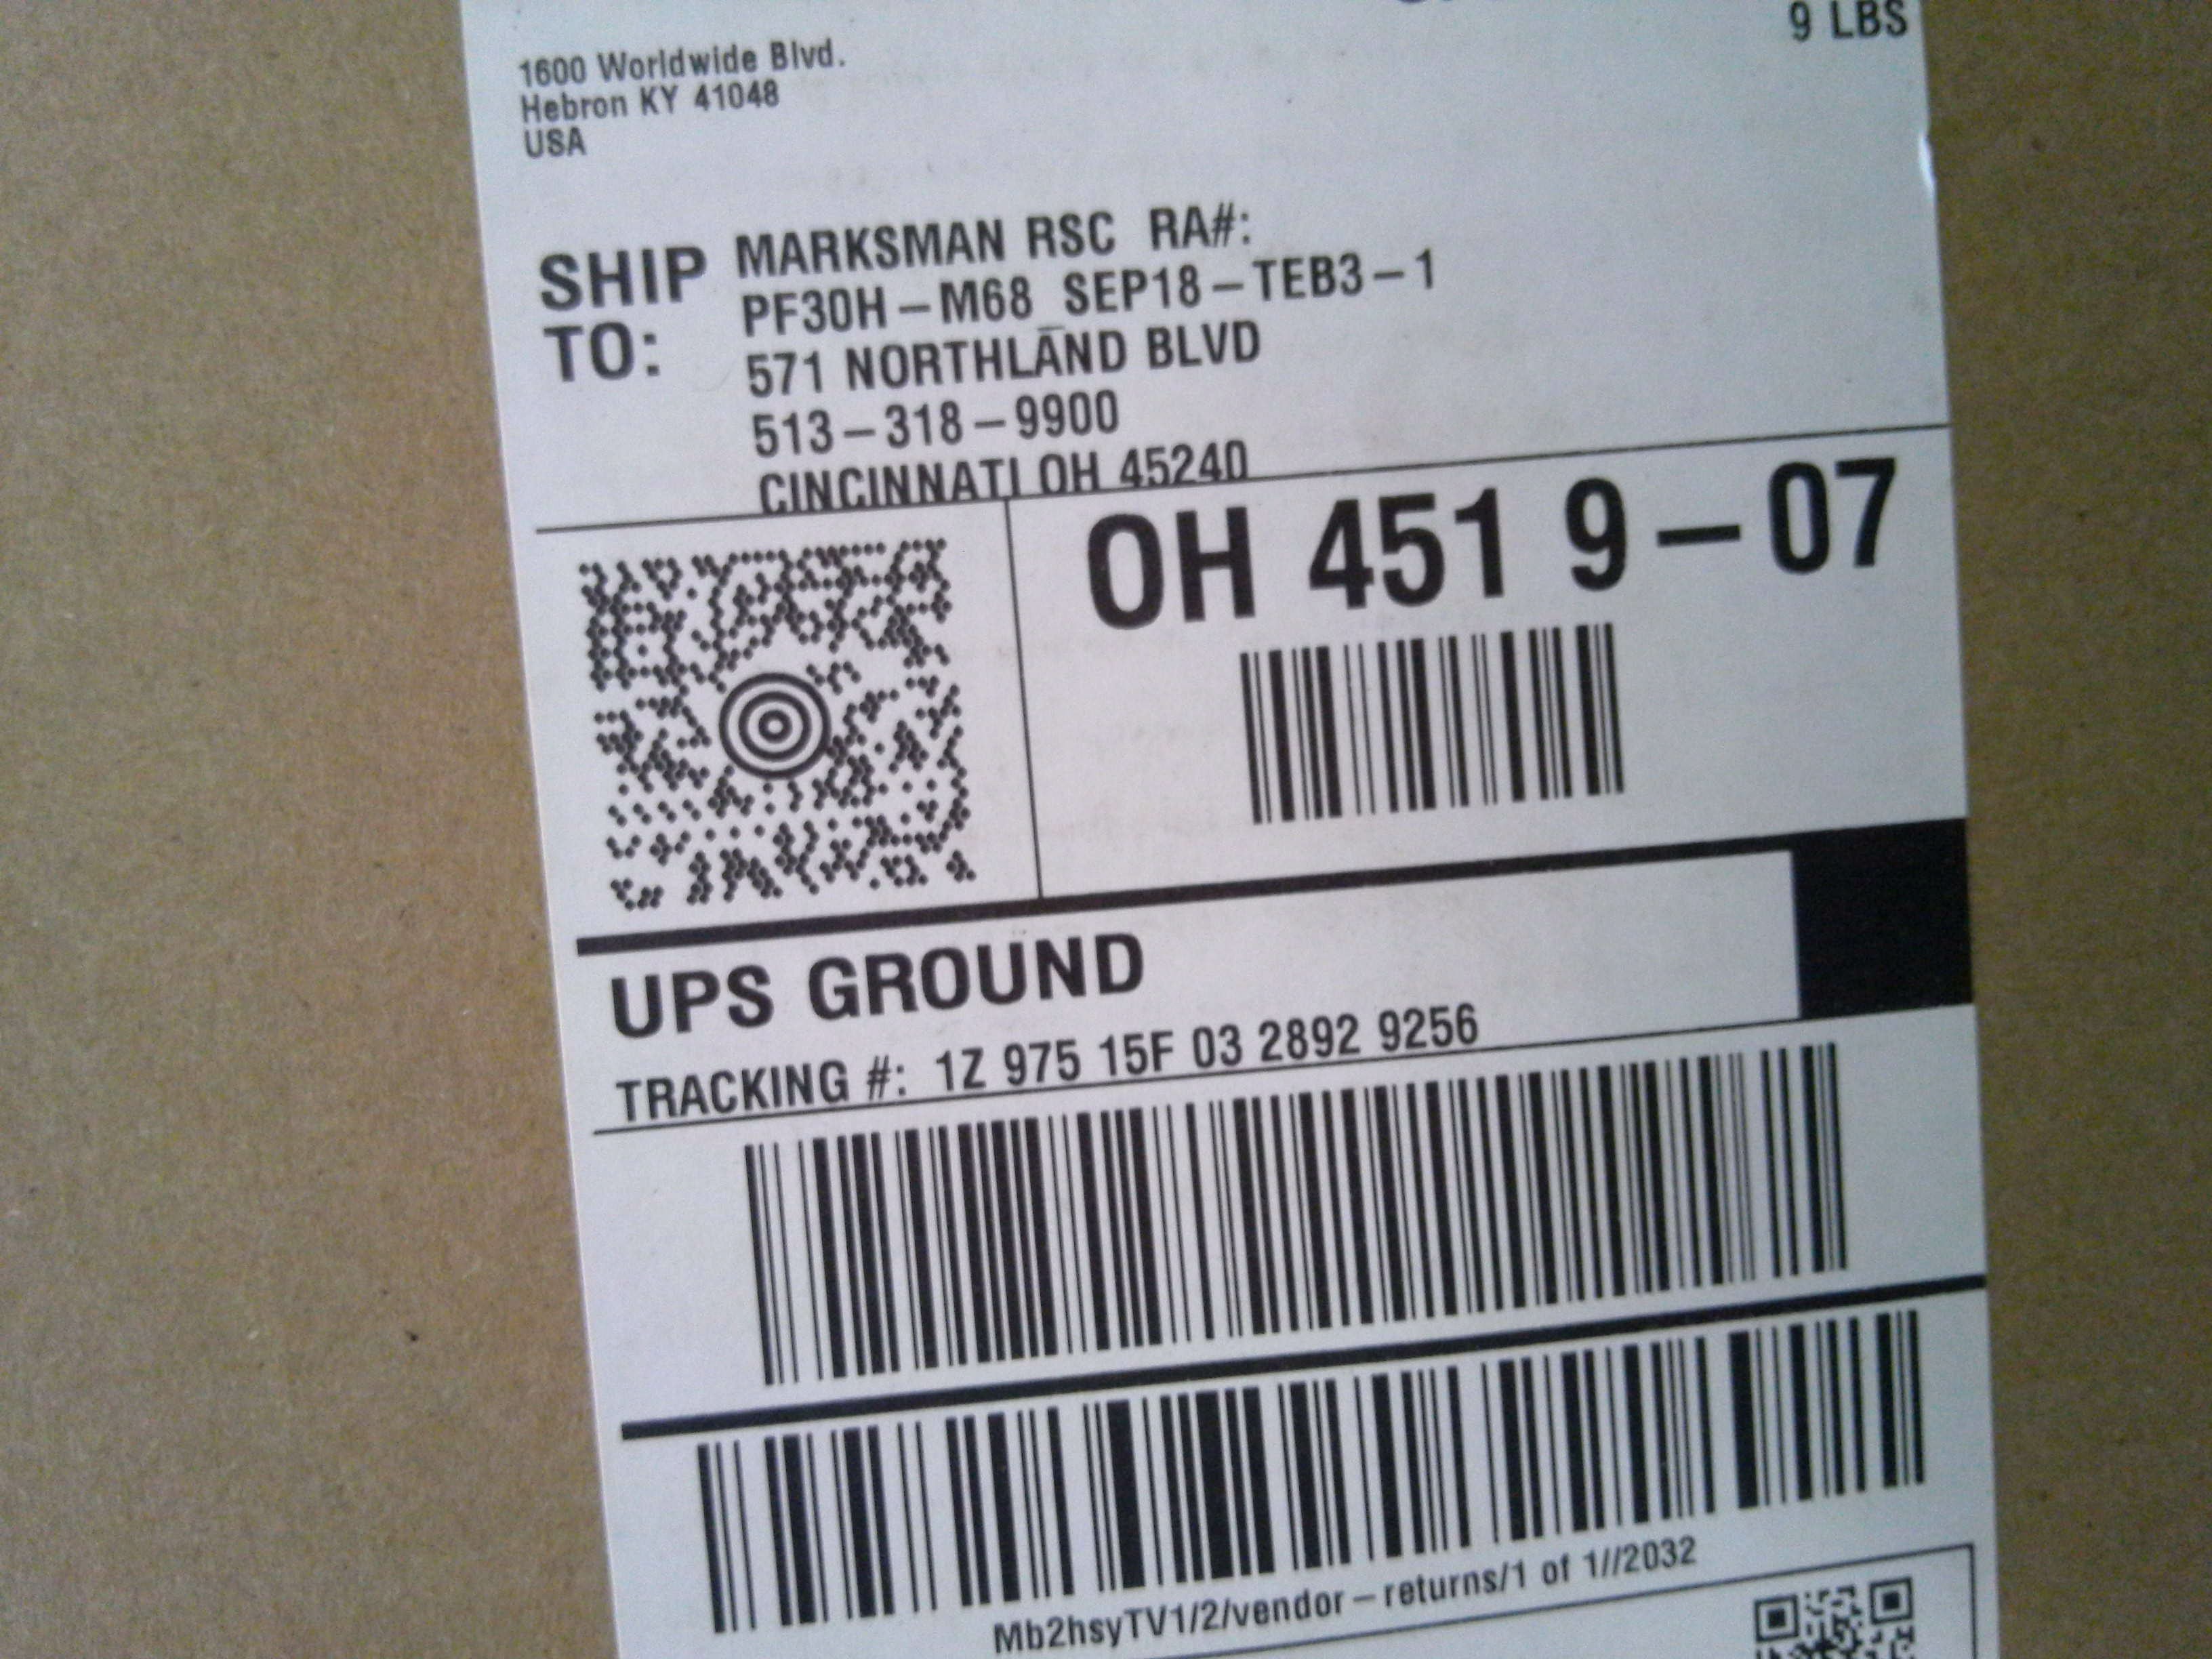 9 LBS
1600 Worldwide Blvd.
Hebron KY 41048
USA
SHIP TO:
MARKSMAN RSC RA#:
PF30H-M68_SEP18-TEB3-1
571 NORTHLAND BLVD
513-318-9900
CINCINNATI OH 45240
OH 451 9-07
UPS GROUND
TRACKING #: 1Z 975 15F 03 2892 9256
Mb2hsyTV1/2/vendor-returns/1 of 1//2032